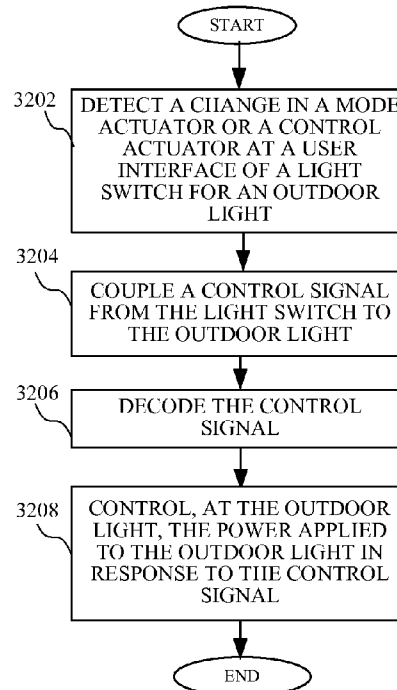 START
3202
DETECT A CHANGE IN A MODE
ACTUATOR OR A CONTROL
ACTUATOR AT A USER
INTERFACE OF A LIGHT
SWITCH FOR AN OUTDOOR
LIGHT
3204
COUPLE A CONTROL SIGNAL
FROM THE LIGHT SWITCH TO
THE OUTDOOR LIGHT
3206
DECODE THE CONTROL
SIGNAL
3208
CONTROL, AT THE OUTDOOR
LIGHT, THE POWER APPLIED
TO THE OUTDOOR LIGHT IN
RESPONSE TO THE CONTROL
SIGNAL
END